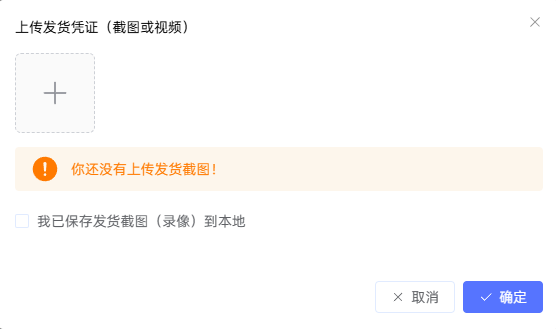 上传发货凭证（截图或视频）
你还没有上传发货截图！
我已保存发货截图（录像）到本地
取消
确定